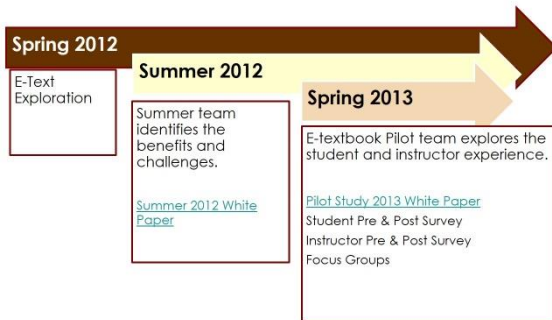 Spring 2012
E-Text
Exploration
Summer 2012
Summer team
identifies the
benefits and
challenges.
Summer 2012 White
Paper
Spring 2013
E-textbook Pilot team explores the
student and instructor experience.
Pilot Study 2013 White Paper
Student Pre & Post Survey
Instructor Pre & Post Survey
Focus Groups